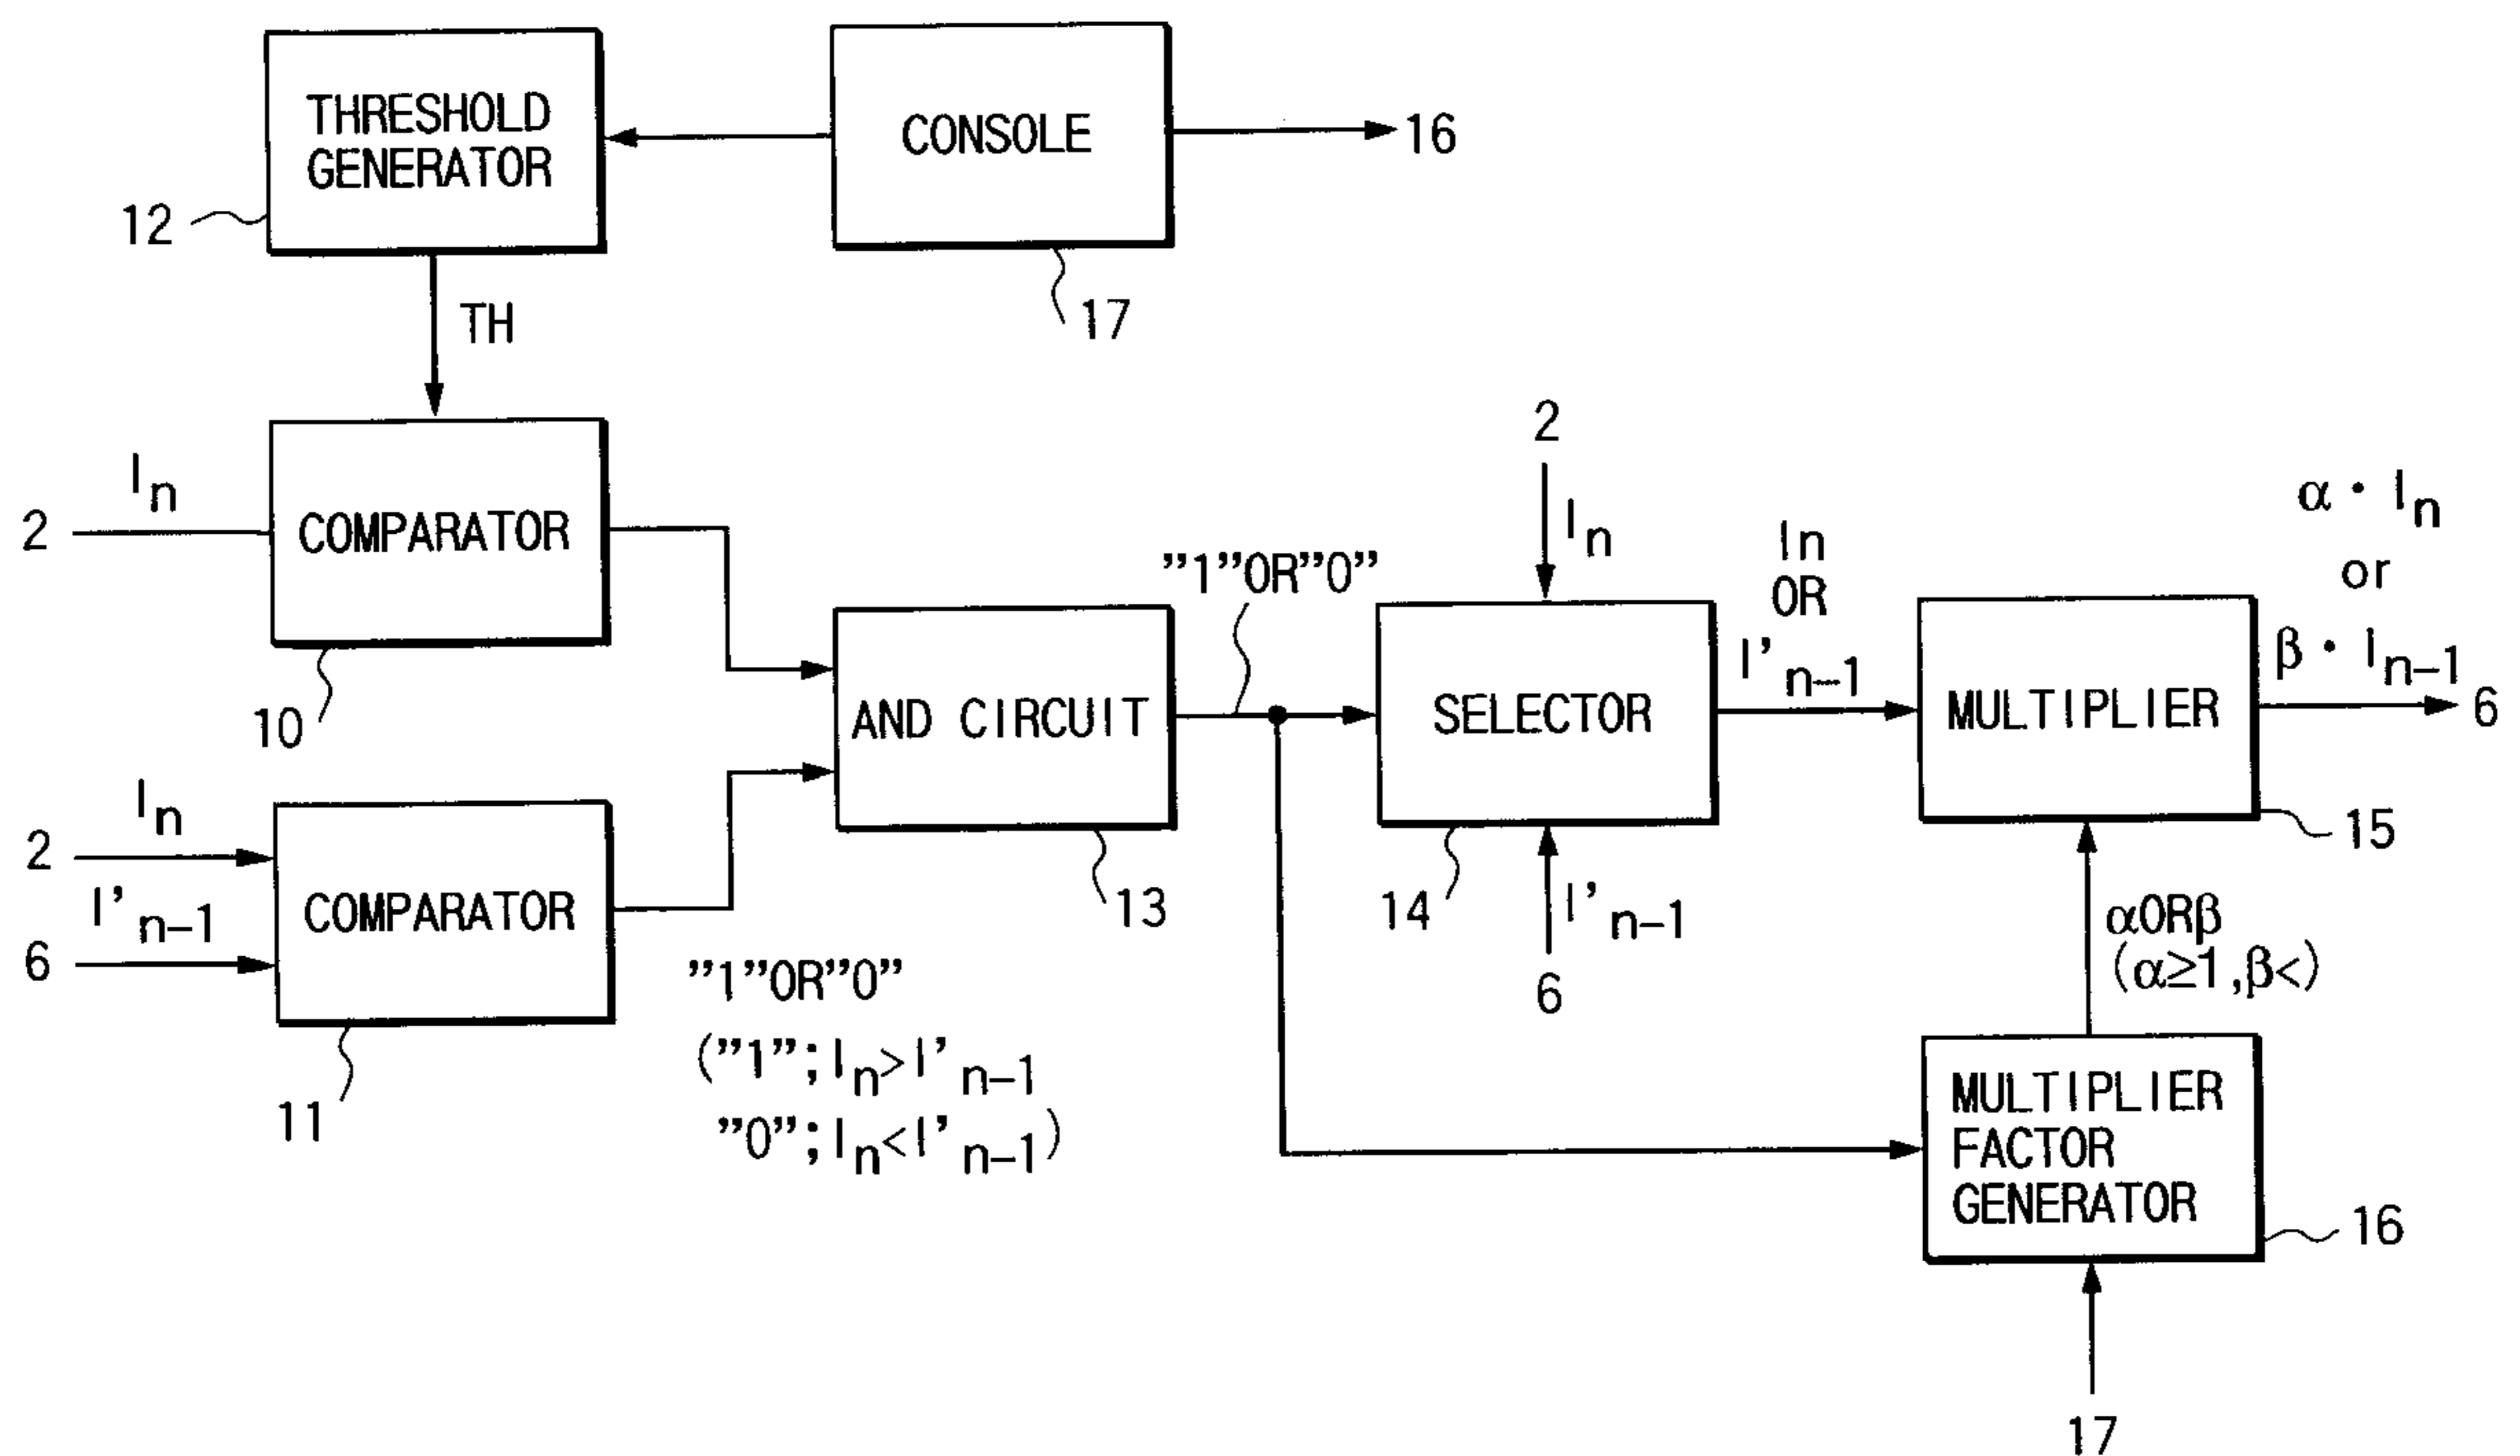 THRESHOLD
GENERATOR
12
CONSOLE
16
17
TH
2
In
COMPARATOR
10
2
In
I'n-1
6
COMPARATOR
11
"1"OR"0"
("1";In>I'n-1
"0";In<I'n-1)
AND CIRCUIT
13
"1"OR"0"
2
In
SELECTOR
14
I'n-1
6
In
OR
I'n-1
MULTIPLIER
15
α・In
or
β・In-1
6
αORβ
(α≥1,β<)
MULTIPLIER
FACTOR
GENERATOR
16
17